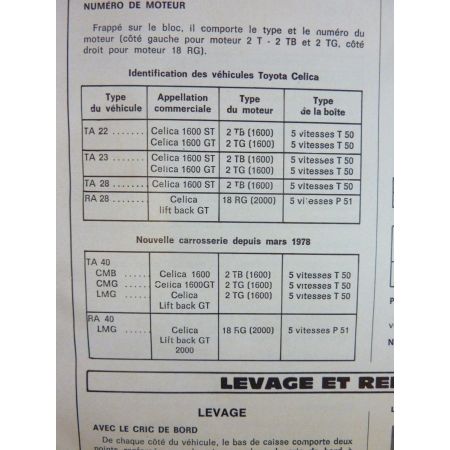 NUMÉRO DE MOTEUR
Frappé sur le bloc, il comporte le type et le numéro du
moteur (côté gauche pour moteur 2 T - 2 TB et 2 TG, côté
droit pour moteur 18 RG).
Identification des véhicules Toyota Celica
Type du véhicule Appellation commerciale Type du moteur Type de la boîte
TA 22 ....... Celica 1600 ST 2 TB (1600) 5 vitesses T 50
Celica 1600 GT 2 TG (1600) 5 vitesses T 50
TA 23 ....... Celica 1600 ST 2 TB (1600) 5 vitesses T 50
Celica 1600 GT 2 TG (1600) 5 vitesses T 50
TA 28 ....... Celica 1600 ST 2 TB (1600) 5 vitesses T 50
RA 28 ....... Celica 18 RG (2000) 5 vitesses P 51
lift back GT
Nouvelle carrosserie depuis mars 1978
TA 40
CMB ..... Celica 1600 2 TB (1600) 5 vitesses T 50
CMG ..... Celica 1600GT 2 TG (1600) 5 vitesses T 50
LMG ..... Celica 2 TG (1600) 5 vitesses T 50
Lift back GT
RA 40
LMG ..... Celica 18 RG (2000) 5 vitesses P 51
Lift back GT
2000
LEVAGE ET RE
LEVAGE
AVEC LE CRIC DE BORD
De chaque côté du véhicule, le bas de caisse comporte deux